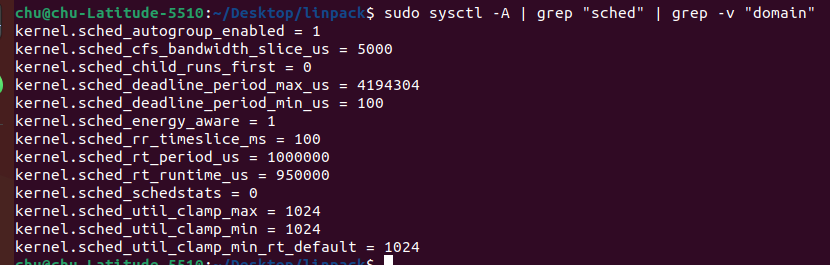 chu@chu-Latitude-5510:~/Desktop/linpack$ sudo sysctl -A | grep "sched" | grep -v "domain"
kernel.sched_autogroup_enabled = 1
kernel.sched_cfs_bandwidth_slice_us = 5000
kernel.sched_child_runs_first = 0
kernel.sched_deadline_period_max_us = 4194304
kernel.sched_deadline_period_min_us = 100
kernel.sched_energy_aware = 1
kernel.sched_rr_timeslice_ms = 100
kernel.sched_rt_period_us = 1000000
kernel.sched_rt_runtime_us = 950000
kernel.sched_schedstats = 0
kernel.sched_util_clamp_max = 1024
kernel.sched_util_clamp_min = 1024
kernel.sched_util_clamp_min_rt_default = 1024
chu@chu-Latitude-5510:~/Desktop/linpack$